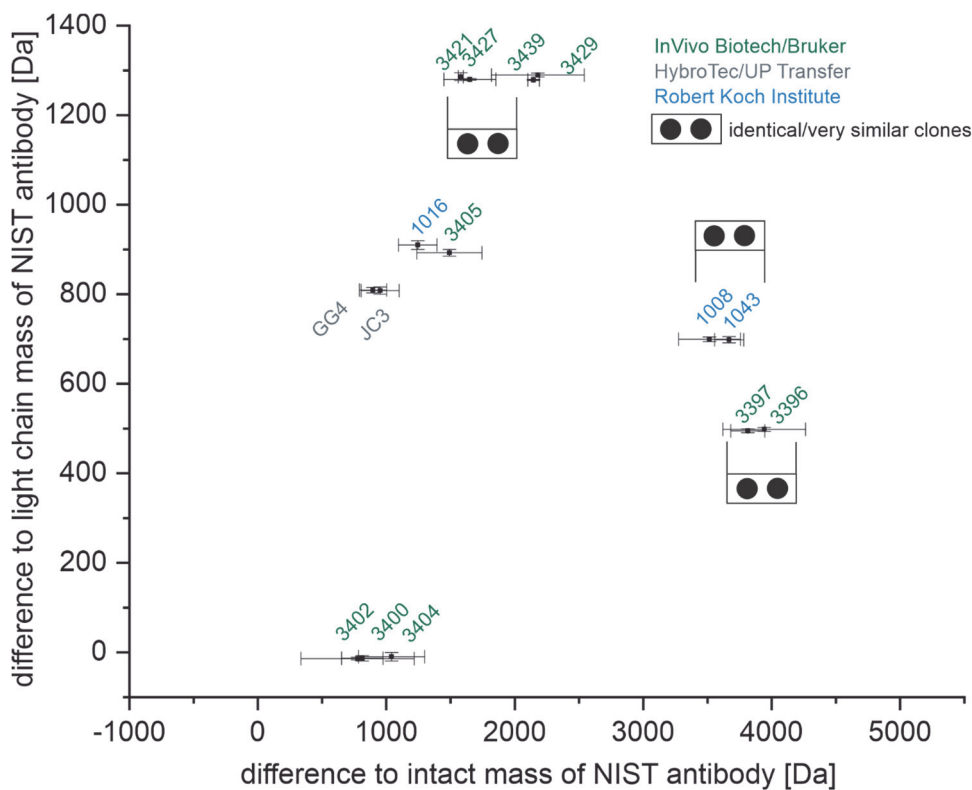 1400
1200
1000
800
600
400
200
0
difference to light chain mass of NIST antibody [Da]
3421
3427
3439
3429
InVivo Biotech/Bruker
HybroTec/UP Transfer
Robert Koch Institute
identical/very similar clones
1016
3405
GG4
JC3
1008
1043
3397
3396
3402
3400
3404
-1000 0 1000 2000 3000 4000 5000
difference to intact mass of NIST antibody [Da]